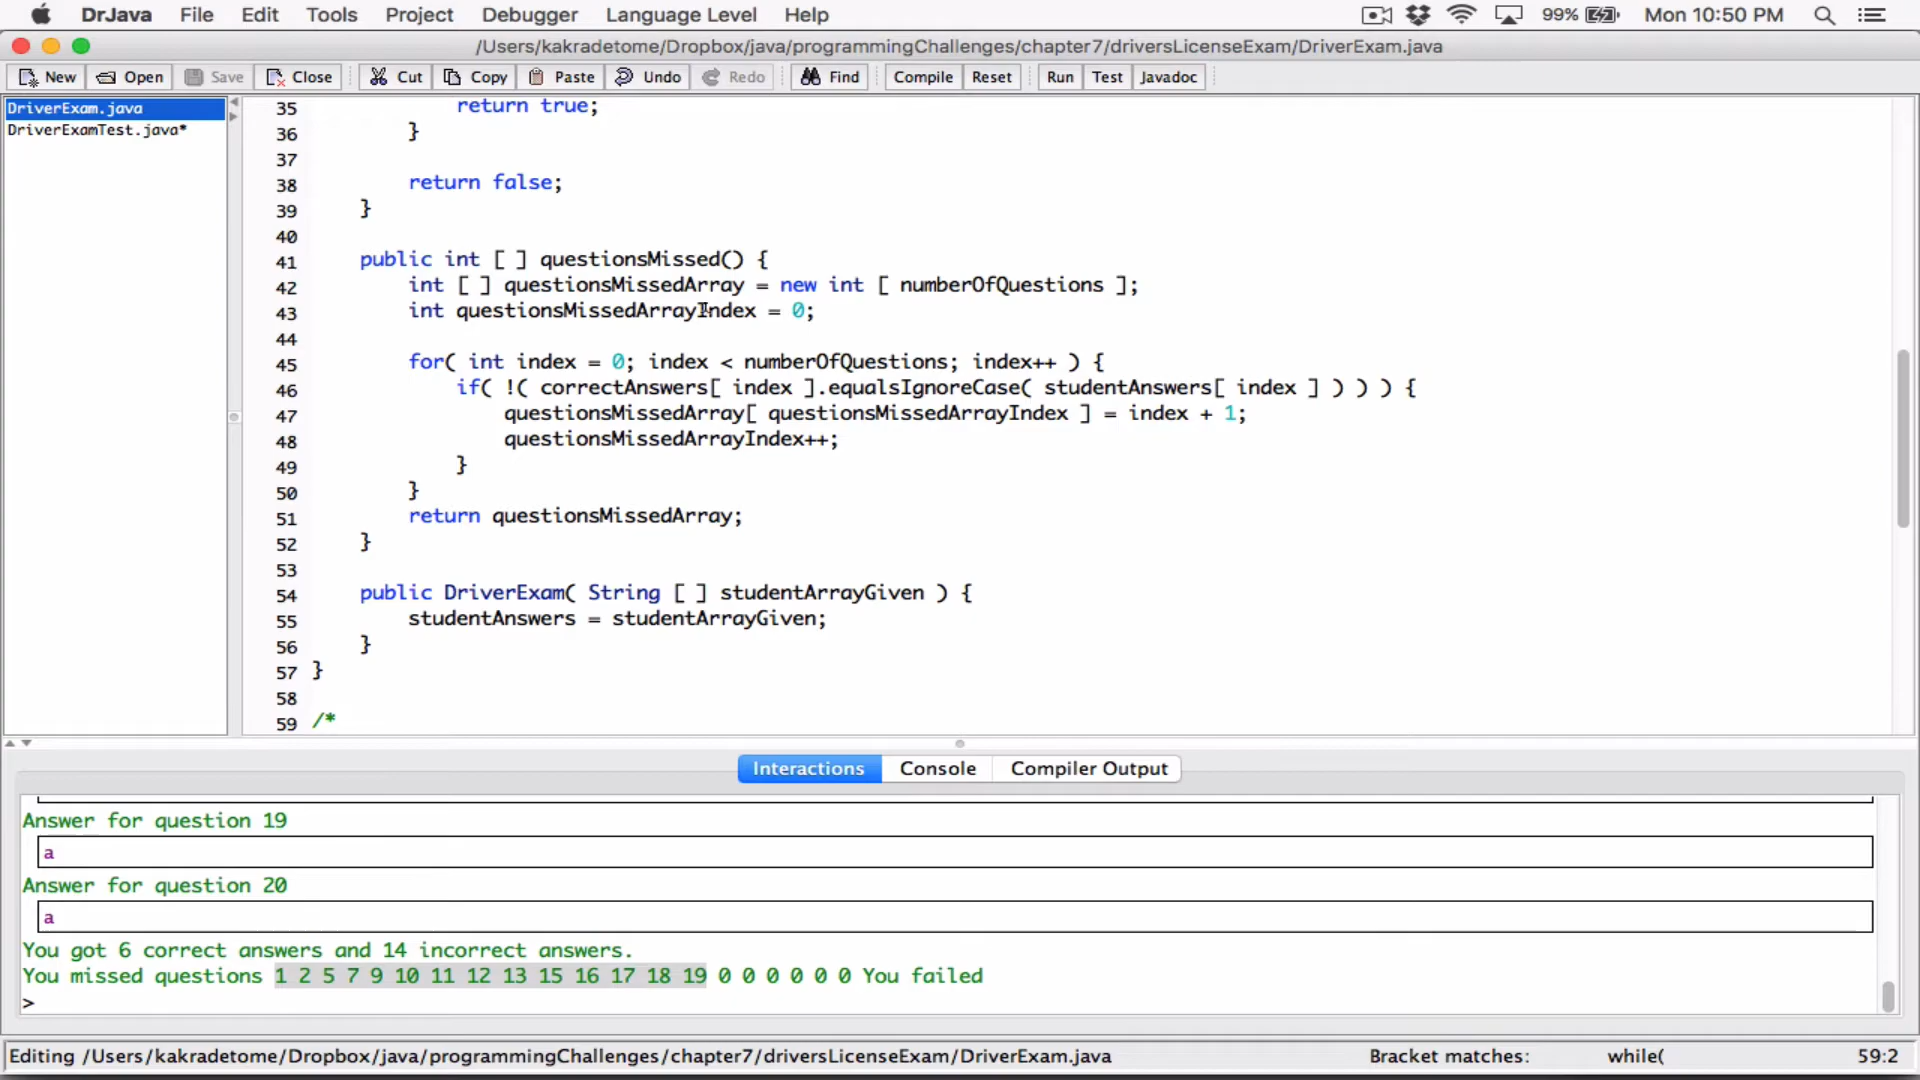 DrJava File Edit Tools Project Debugger Language Level Help 99% Mon 10:50 PM
/Users/kakradetome/Dropbox/java/programmingChallenges/chapter7/driversLicenseExam/DriverExam.java
New Open Save Close Cut Copy Paste Undo Redo Find Compile Reset Run Test Javadoc
DriverExam.java
DriverExamTest.java*
35 return true;
36 }
37
38 return false;
39 }
40
41 public int [ ] questionsMissed() {
42 int [ ] questionsMissedArray = new int [ numberOfQuestions ];
43 int questionsMissedArrayIndex = 0;
44
45 for( int index = 0; index < numberOfQuestions; index++ ) {
46 if( !( correctAnswers[ index ].equalsIgnoreCase( studentAnswers[ index ] ) ) ) {
47 questionsMissedArray[ questionsMissedArrayIndex ] = index + 1;
48 questionsMissedArrayIndex++;
49 }
50 }
51 return questionsMissedArray;
52 }
53
54 public DriverExam( String [ ] studentArrayGiven ) {
55 studentAnswers = studentArrayGiven;
56 }
57 }
58
59 /*
Interactions Console Compiler Output
Answer for question 19
a
Answer for question 20
a
You got 6 correct answers and 14 incorrect answers.
You missed questions 1 2 5 7 9 10 11 12 13 15 16 17 18 19 0 0 0 0 0 0 You failed
>
Editing /Users/kakradetome/Dropbox/java/programmingChallenges/chapter7/driversLicenseExam/DriverExam.java Bracket matches: while( 59:2